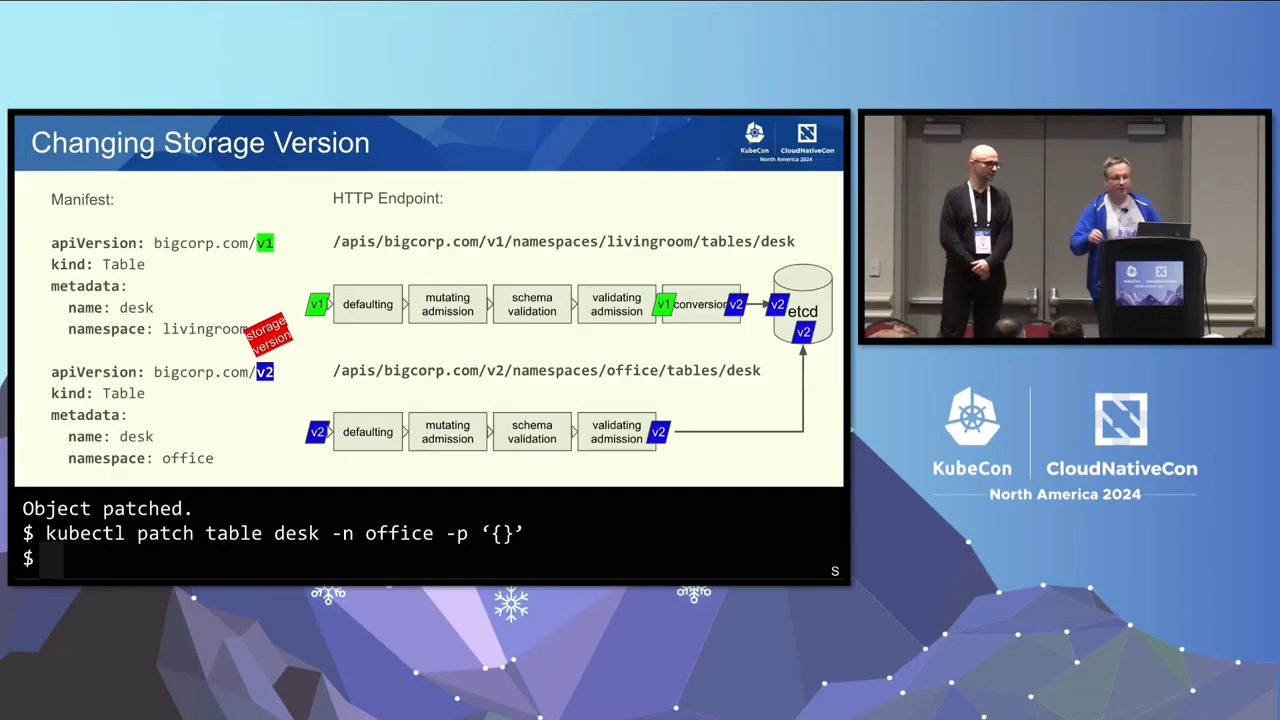 Changing Storage Version
KubeCon
CloudNativeCon
North America 2024
Manifest:
HTTP Endpoint:
apiVersion: bigcorp.com/v1
kind: Table
metadata:
name: desk
namespace: livingroom
/apis/bigcorp.com/v1/namespaces/livingroom/tables/desk
v1
defaulting
mutating
admission
schema
validation
validating
admission
v1
conversion
v2
v2
etcd
v2
storage
version
apiVersion: bigcorp.com/v2
kind: Table
metadata:
name: desk
namespace: office
/apis/bigcorp.com/v2/namespaces/office/tables/desk
v2
defaulting
mutating
admission
schema
validation
validating
admission
v2
Object patched.
$ kubectl patch table desk -n office -p ‘{}’
$
S
KubeCon
CloudNativeCon
North America 2024